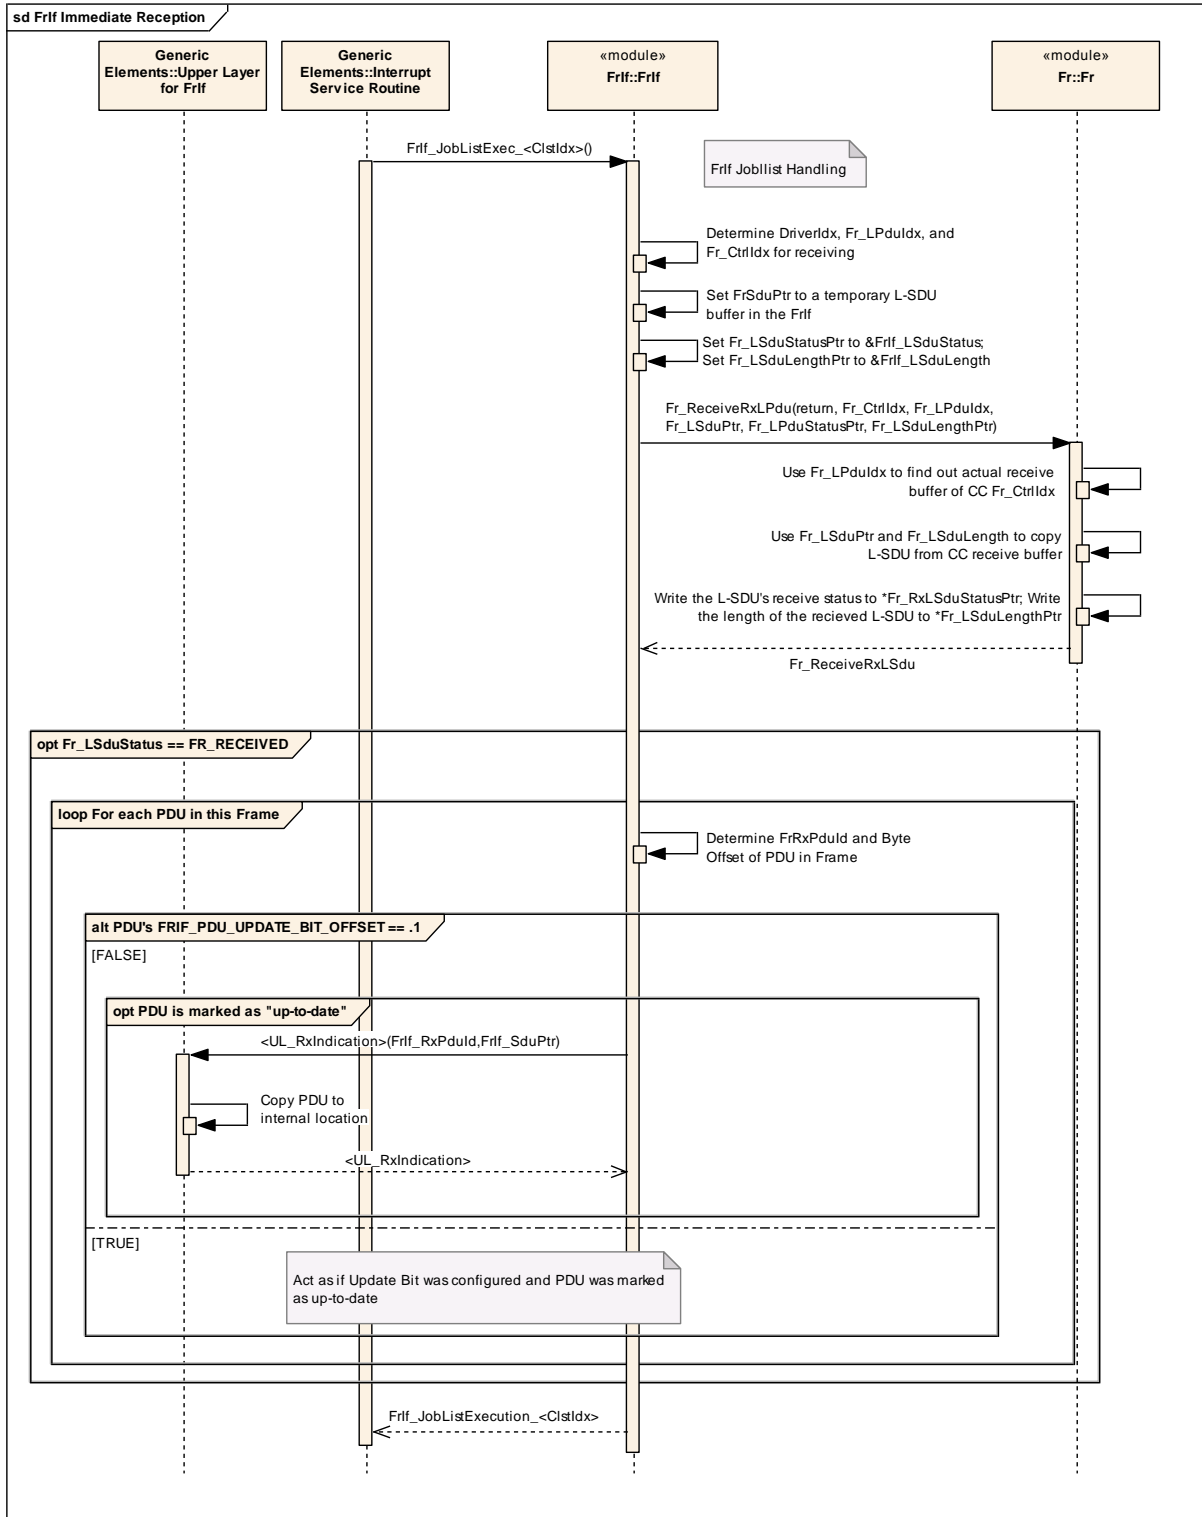 sd FrIf Immediate Reception
Generic
Elements::Upper Layer
for FrIf
Generic
Elements::Interrupt
Service Routine
«module»
FrIf::FrIf
«module»
Fr::Fr
FrIf_JobListExec_<ClstIdx>()
FrIf Jobllist Handling
Determine DriverIdx, Fr_LPduIdx, and
Fr_CtrlIdx for receiving
Set FrSduPtr to a temporary L-SDU
buffer in the FrIf
Set Fr_LSduStatusPtr to &FrIf_LSduStatus;
Set Fr_LSduLengthPtr to &FrIf_LSduLength
Fr_ReceiveRxLPdu(return, Fr_CtrlIdx, Fr_LPduIdx,
Fr_LSduPtr, Fr_LPduStatusPtr, Fr_LSduLengthPtr)
Use Fr_LPduIdx to find out actual receive
buffer of CC Fr_CtrlIdx
Use Fr_LSduPtr and Fr_LSduLength to copy
L-SDU from CC receive buffer
Write the L-SDU's receive status to *Fr_RxLSduStatusPtr; Write
the length of the recieved L-SDU to *Fr_LSduLengthPtr
Fr_ReceiveRxLSdu
opt Fr_LSduStatus == FR_RECEIVED
loop For each PDU in this Frame
Determine FrRxPduId and Byte
Offset of PDU in Frame
alt PDU's FRIF_PDU_UPDATE_BIT_OFFSET == .1
[FALSE]
opt PDU is marked as "up-to-date"
<UL_RxIndication>(FrIf_RxPduId,FrIf_SduPtr)
Copy PDU to
internal location
<UL_RxIndication>
[TRUE]
Act as if Update Bit was configured and PDU was marked
as up-to-date
FrIf_JobListExecution_<ClstIdx>